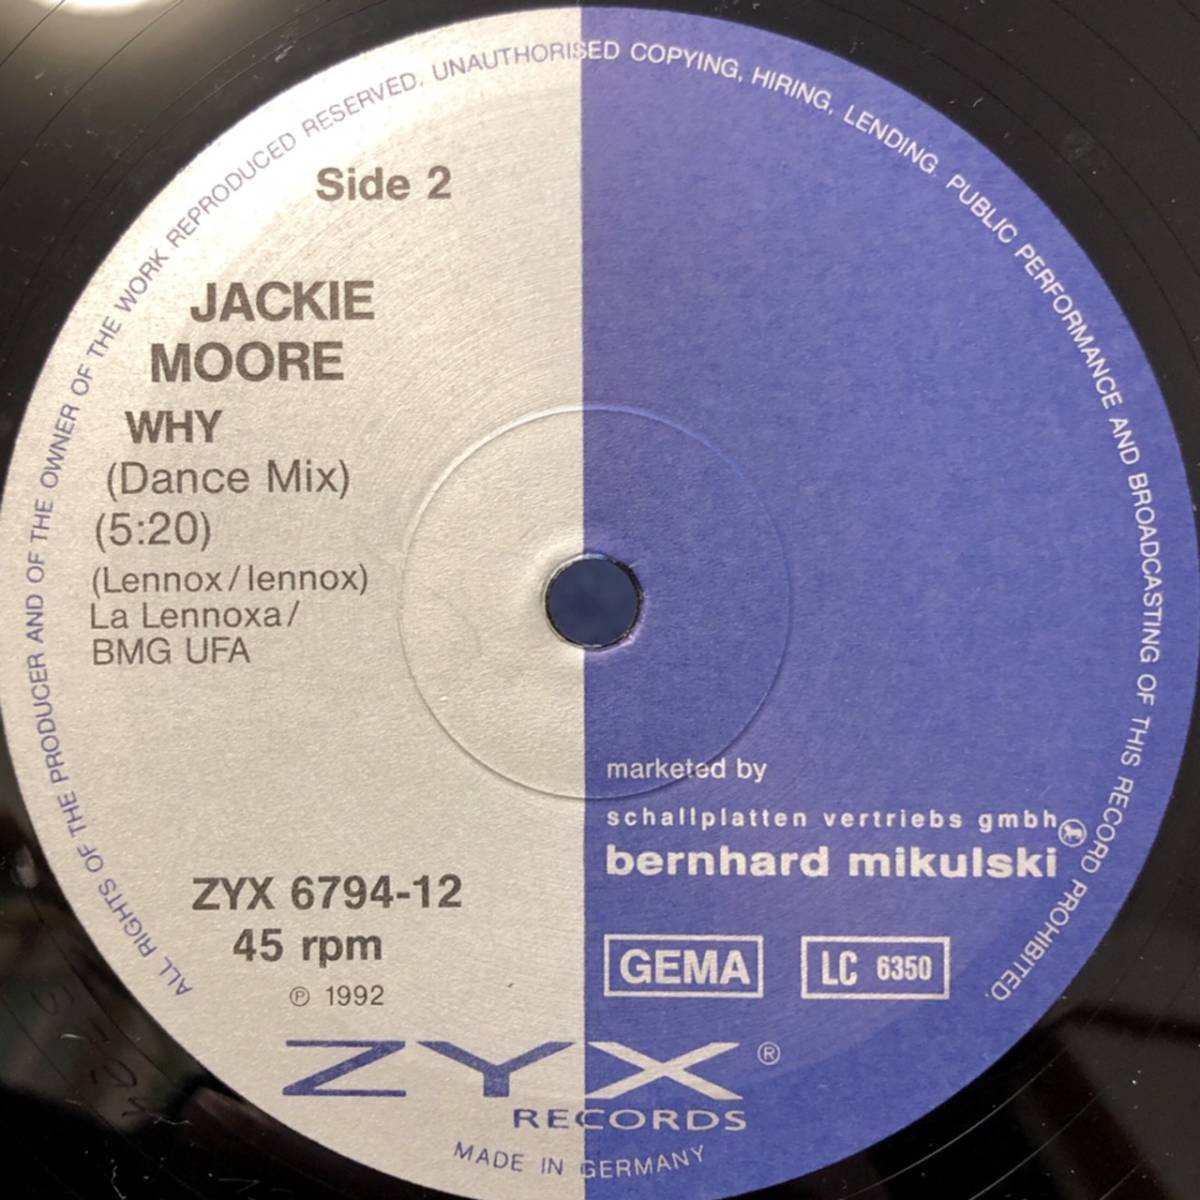 ALL RIGHTS OF THE PRODUCER AND OF THE OWNER OF THE WORK REPRODUCED RESERVED. UNAUTHORISED COPYING, HIRING, LENDING. PUBLIC PERFORMANCE AND BROADCASTING OF THIS RECORD PROHIBITED.
Side 2
JACKIE
MOORE
WHY
(Dance Mix)
(5:20)
(Lennox/lennox)
La Lennoxa/
BMG UFA
marketed by
schallplatten vertriebs gmbh
bernhard mikulski
ZYX 6794-12
45 rpm
GEMA
LC 6350
℗ 1992
ZYX ®
RECORDS
MADE IN GERMANY